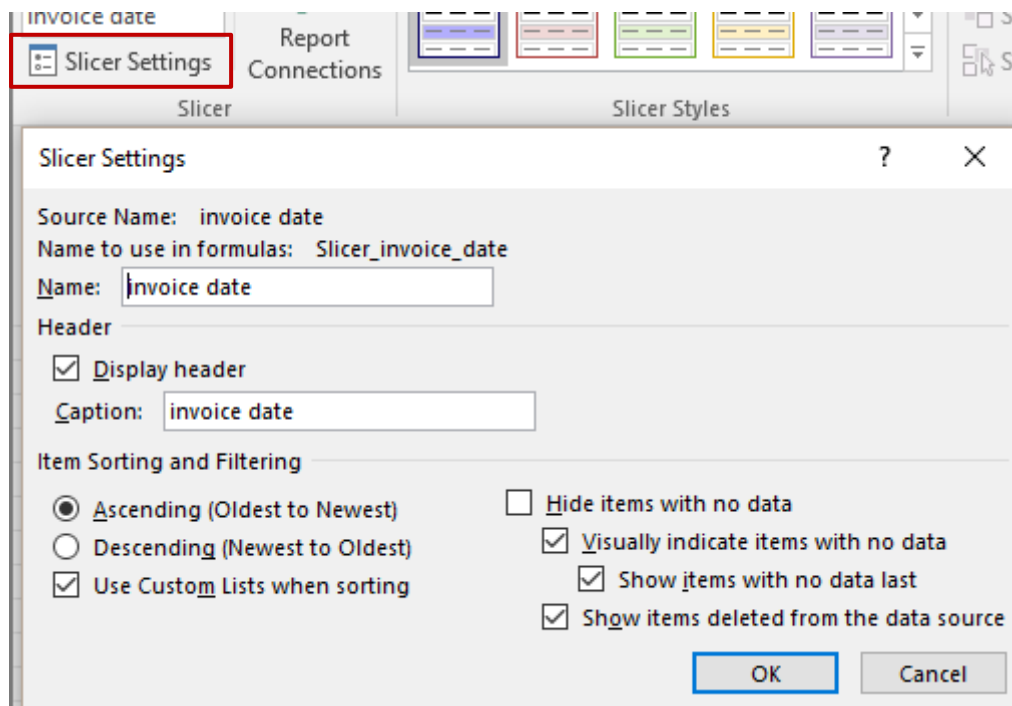 invoice date
Slicer Settings
Report
Connections
S
S
Slicer
Slicer Styles
Slicer Settings
?
Source Name: invoice date
Name to use in formulas: Slicer_invoice_date
Name: invoice date
Header
Display header
Caption: invoice date
Item Sorting and Filtering
Ascending (Oldest to Newest)
Hide items with no data
Descending (Newest to Oldest)
Visually indicate items with no data
Use Custom Lists when sorting
Show items with no data last
Show items deleted from the data source
OK
Cancel